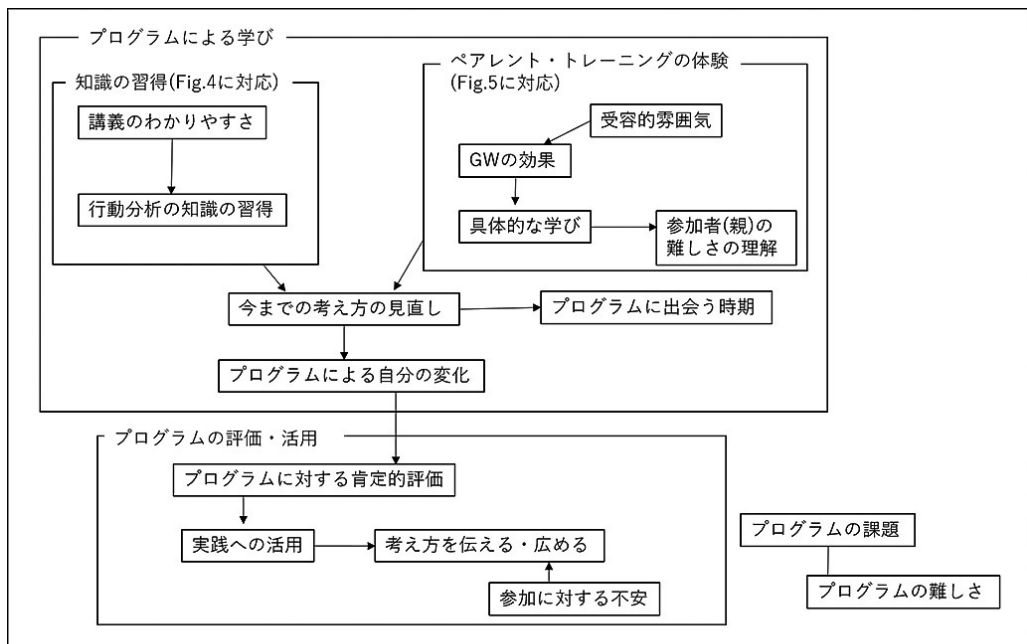 プログラムによる学び
知識の習得(Fig.4に対応)
講義のわかりやすさ
行動分析の知識の習得
ペアレント・トレーニングの体験
(Fig.5に対応)
受容的雰囲気
GWの効果
具体的な学び
参加者(親)の
難しさの理解
今までの考え方の見直し
プログラムに出会う時期
プログラムによる自分の変化
プログラムの評価・活用
プログラムに対する肯定的評価
実践への活用
考え方を伝える・広める
参加に対する不安
プログラムの課題
プログラムの難しさ